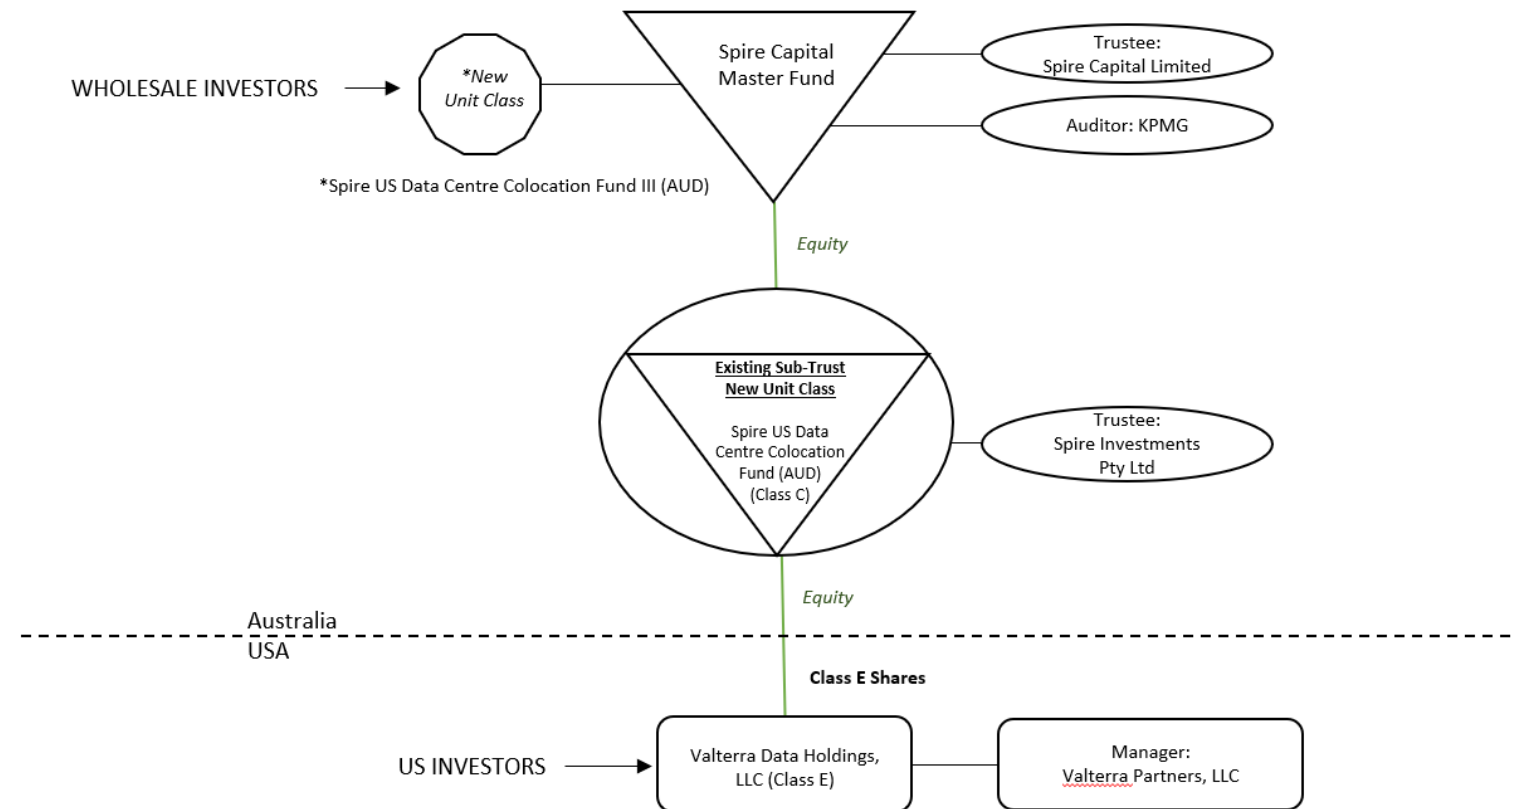 Spire Capital
Master Fund
Trustee:
Spire Capital Limited
WHOLESALE INVESTORS
*New
Unit Class
Auditor: KPMG
*Spire US Data Centre Colocation Fund III (AUD)
Equity
Existing Sub-Trust
New Unit Class
Spire US Data
Centre Colocation
Fund (AUD)
(Class C)
Trustee:
Spire Investments
Pty Ltd
Equity
Australia
USA
Class E Shares
US INVESTORS
Valterra Data Holdings,
LLC (Class E)
Manager:
Valterra Partners, LLC